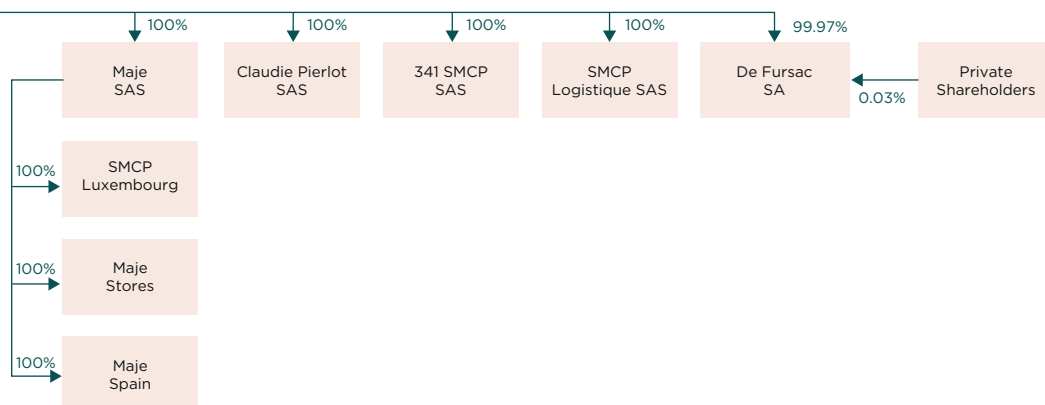 100%
100%
100%
100%
99.97%
Maje
SAS
Claudie Pierlot
SAS
341 SMCP
SAS
SMCP
Logistique SAS
De Fursac
SA
0.03%
Private
Shareholders
100%
SMCP
Luxembourg
100%
Maje
Stores
100%
Maje
Spain